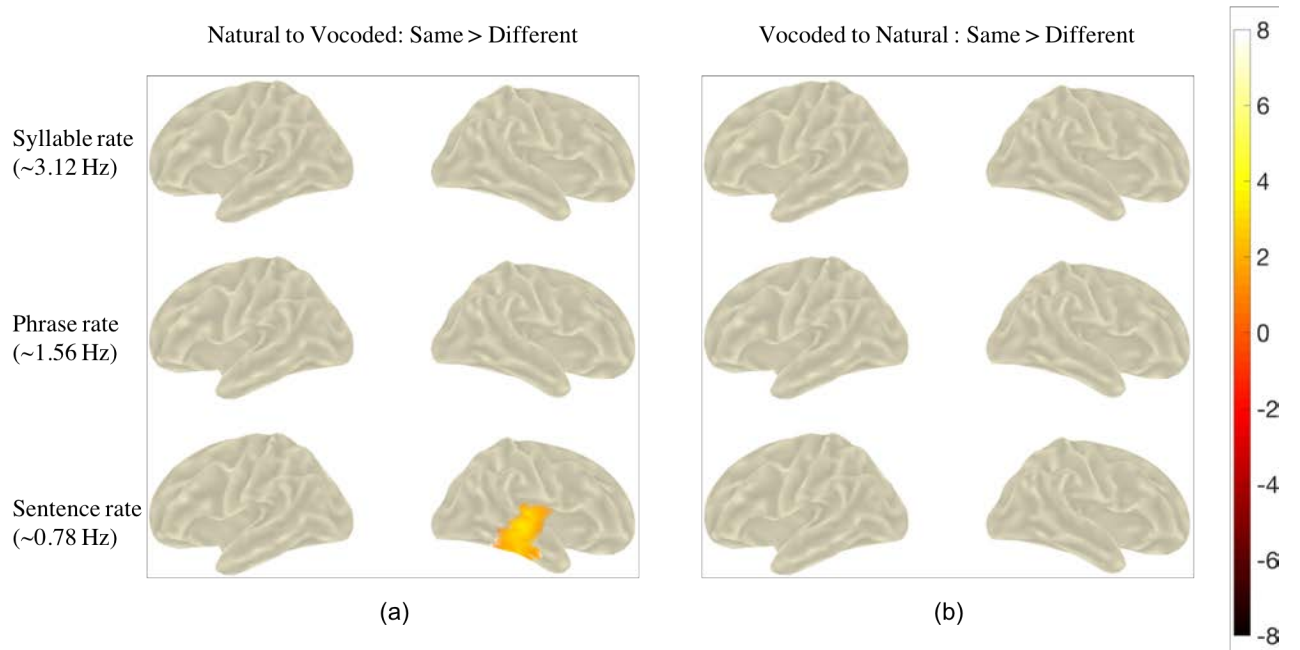 Natural to Vocoded: Same > Different
Vocoded to Natural : Same > Different
8
6
4
2
0
-2
-4
-6
-8
Syllable rate
(~3.12 Hz)
Phrase rate
(~1.56 Hz)
Sentence rate
(~0.78 Hz)
(a)
(b)